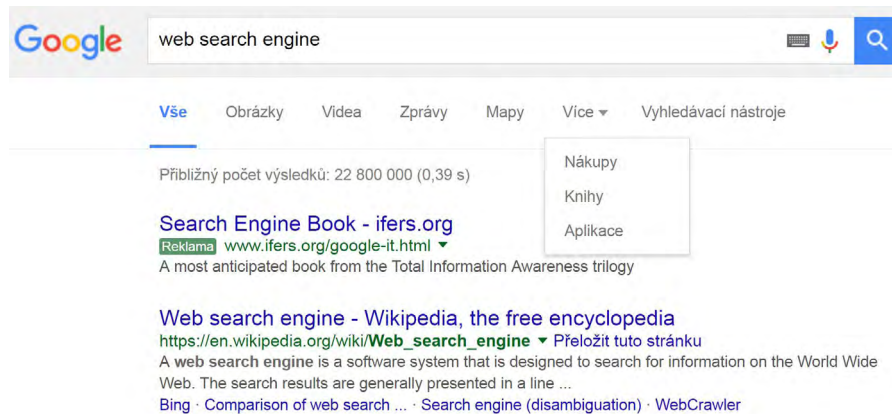 Google
web search engine
Vše Obrázky Videa Zprávy Mapy Více Vyhledávací nástroje
Nákupy
Knihy
Aplikace
Přibližný počet výsledků: 22 800 000 (0,39 s)
Search Engine Book - ifers.org
Reklama www.ifers.org/google-it.html
A most anticipated book from the Total Information Awareness trilogy
Web search engine - Wikipedia, the free encyclopedia
https://en.wikipedia.org/wiki/Web_search_engine Přeložit tuto stránku
A web search engine is a software system that is designed to search for information on the World Wide
Web. The search results are generally presented in a line ...
Bing · Comparison of web search ... · Search engine (disambiguation) · WebCrawler